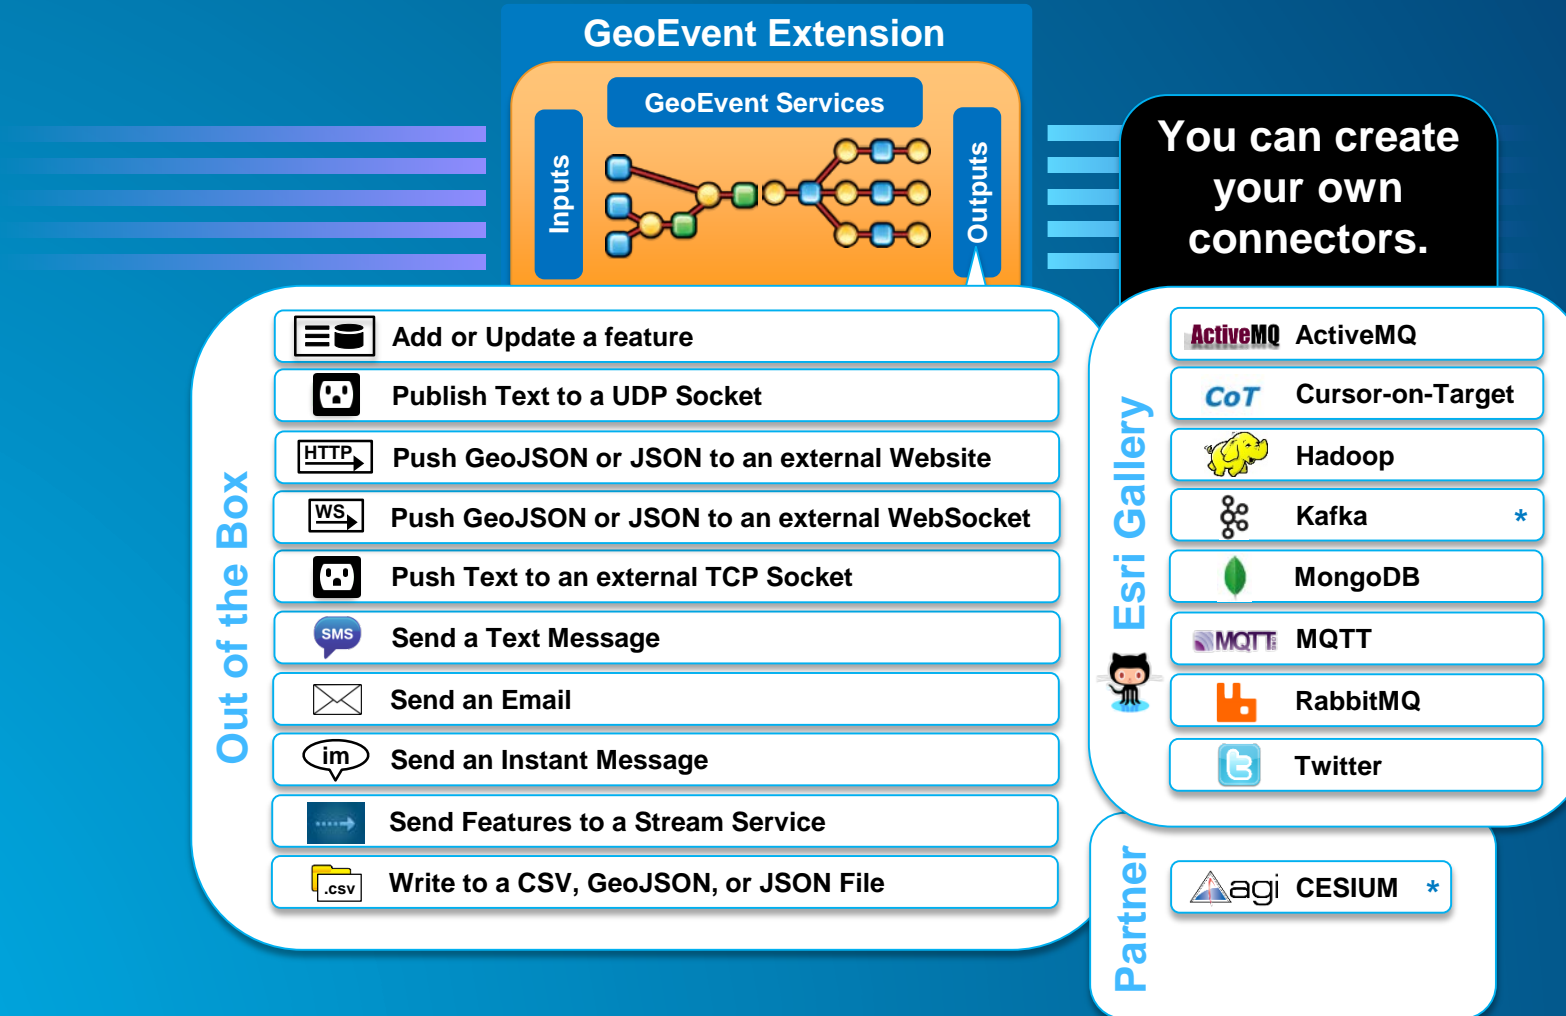 GeoEvent Extension
GeoEvent Services
Inputs
Outputs
You can create
your own
connectors.
Out of the Box
Add or Update a feature
Publish Text to a UDP Socket
HTTP
Push GeoJSON or JSON to an external Website
WS
Push GeoJSON or JSON to an external WebSocket
Push Text to an external TCP Socket
SMS
Send a Text Message
Send an Email
im
Send an Instant Message
Send Features to a Stream Service
.csv
Write to a CSV, GeoJSON, or JSON File
Esri Gallery
ActiveMQ ActiveMQ
CoT Cursor-on-Target
Hadoop
Kafka *
MongoDB
MQTT MQTT
RabbitMQ
Twitter
Partner
agi CESIUM *